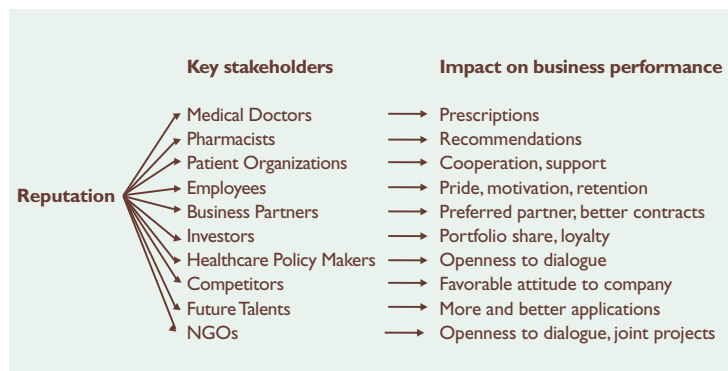 Key stakeholders Impact on business performance
Medical Doctors Prescriptions
Pharmacists Recommendations
Patient Organizations Cooperation, support
Reputation Employees Pride, motivation, retention
Business Partners Preferred partner, better contracts
Investors Portfolio share, loyalty
Healthcare Policy Makers Openness to dialogue
Competitors Favorable attitude to company
Future Talents More and better applications
NGOs Openness to dialogue, joint projects